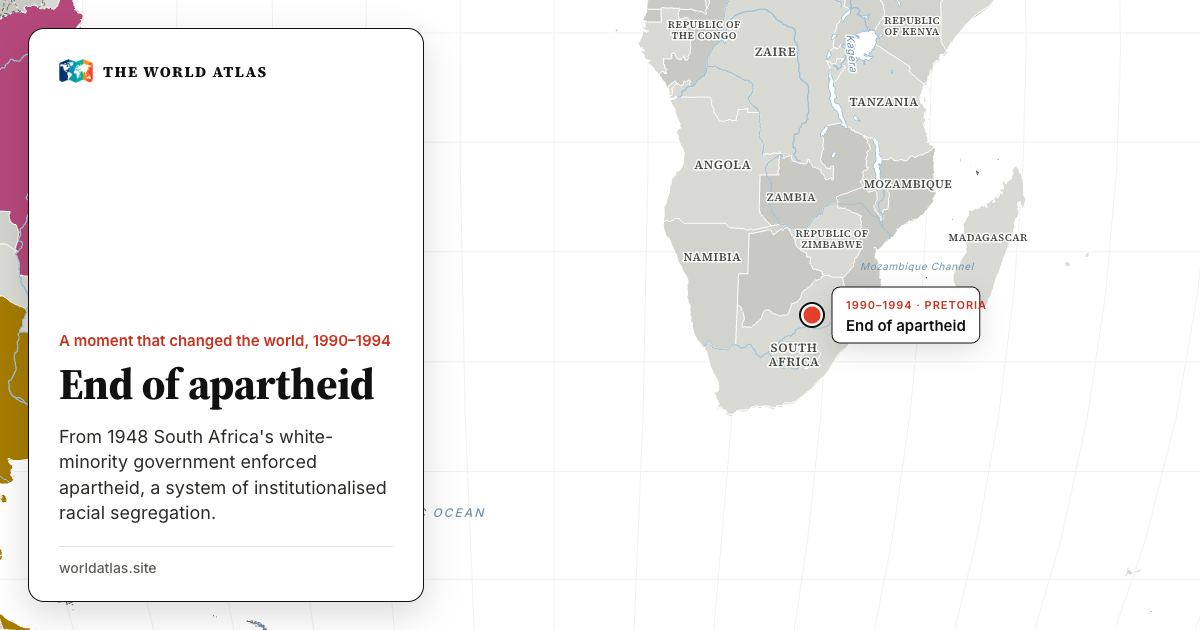 THE WORLD ATLAS
A moment that changed the world, 1990–1994
End of apartheid
From 1948 South Africa's white-
minority government enforced
apartheid, a system of institutionalised
racial segregation.
worldatlas.site
REPUBLIC OF
THE CONGO
ZAIRE
Kagera
REPUBLIC
OF KENYA
TANZANIA
ANGOLA
ZAMBIA
MOZAMBIQUE
REPUBLIC OF
ZIMBABWE
MADAGASCAR
NAMIBIA
Mozambique Channel
1990–1994 · PRETORIA
End of apartheid
SOUTH
AFRICA
OCEAN